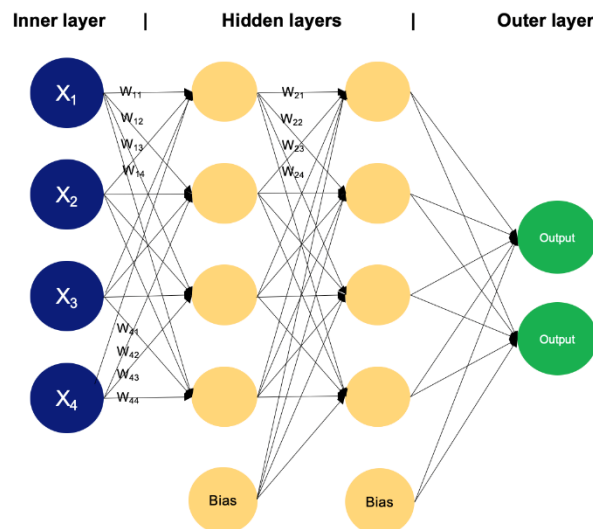 Inner layer | Hidden layers | Outer layer
X1
W11
W12
W13
W14
W21
W22
W23
W24
X2
Output
X3
Output
W41
W42
W43
W44
X4
Bias
Bias